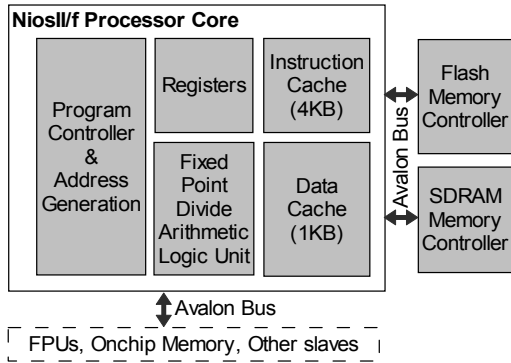 NiosII/f Processor Core
Program
Controller
&
Address
Generation
Registers
Instruction
Cache
(4KB)
Fixed
Point
Divide
Arithmetic
Logic Unit
Data
Cache
(1KB)
Avalon Bus
Flash
Memory
Controller
SDRAM
Memory
Controller
Avalon Bus
FPUs, Onchip Memory, Other slaves